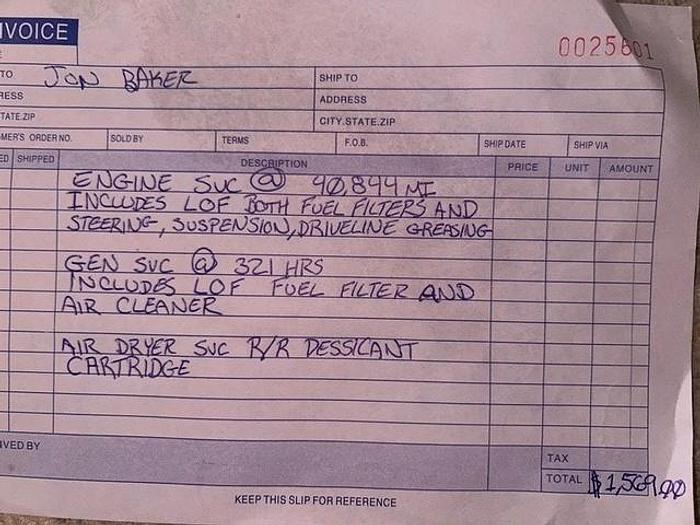 NVOICE
0025601
TO JON BAKER SHIP TO
RESS ADDRESS
TATE.ZIP CITY.STATE.ZIP
MER'S ORDER NO. SOLD BY TERMS F.O.B. SHIP DATE SHIP VIA
ED SHIPPED DESCRIPTION PRICE UNIT AMOUNT
ENGINE SVC @ 40,844 MI
INCLUDES LOF BOTH FUEL FILTERS AND
STEERING, SUSPENSION, DRIVELINE GREASING
GEN SVC @ 321 HRS
INCLUDES LOF FUEL FILTER AND
AIR CLEANER
AIR DRYER SVC R/R DESSICANT
CARTRIDGE
IVED BY
TAX
TOTAL $1,569.00
KEEP THIS SLIP FOR REFERENCE